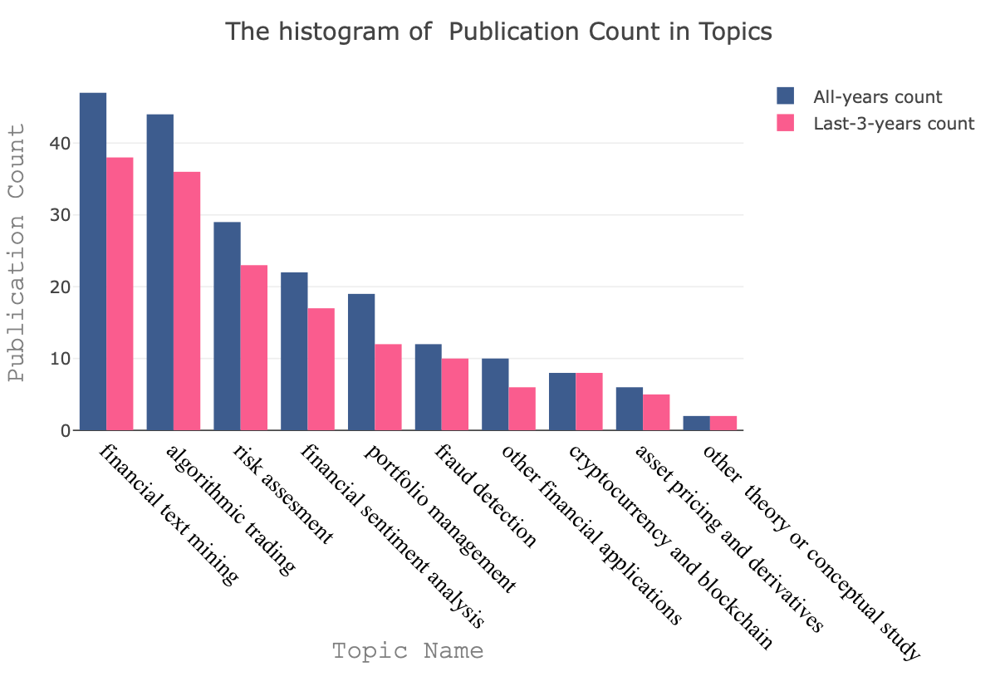 The histogram of  Publication Count in Topics
All-years count
Last-3-years count
Publication Count
40
30
20
10
0
financial text mining
algorithmic trading
risk assesment
financial sentiment analysis
portfolio management
fraud detection
other financial applications
cryptocurrency and blockchain
asset pricing and derivatives
other  theory or conceptual study
Topic Name